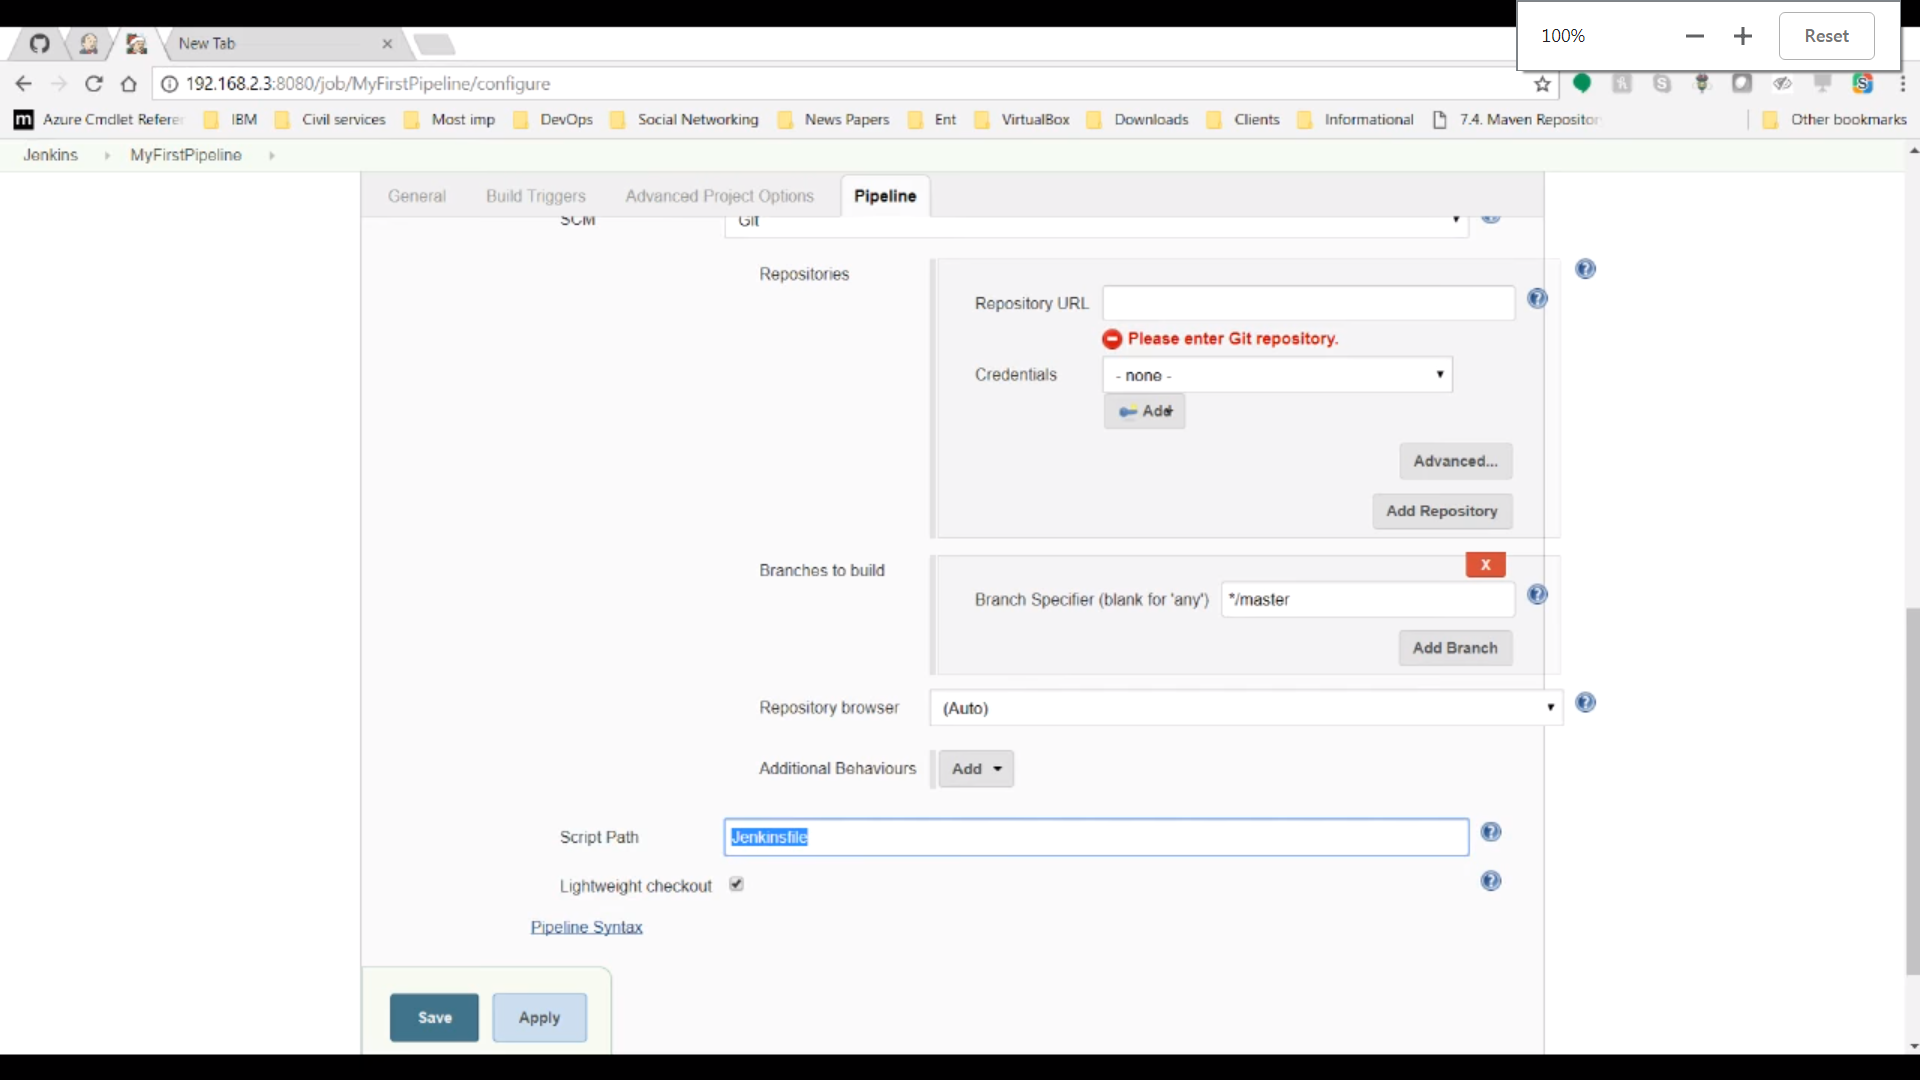 100%
Reset
New Tab
192.168.2.3:8080/job/MyFirstPipeline/configure
Azure Cmdlet Referen IBM Civil services Most imp DevOps Social Networking News Papers Ent VirtualBox Downloads Clients Informational 7.4. Maven Repositor Other bookmarks
Jenkins MyFirstPipeline
General Build Triggers Advanced Project Options Pipeline
SCM Git
Repositories
Repository URL
Please enter Git repository.
Credentials - none -
Add
Advanced...
Add Repository
Branches to build
X
Branch Specifier (blank for 'any') */master
Add Branch
Repository browser (Auto)
Additional Behaviours Add
Script Path Jenkinsfile
Lightweight checkout
Pipeline Syntax
Save Apply